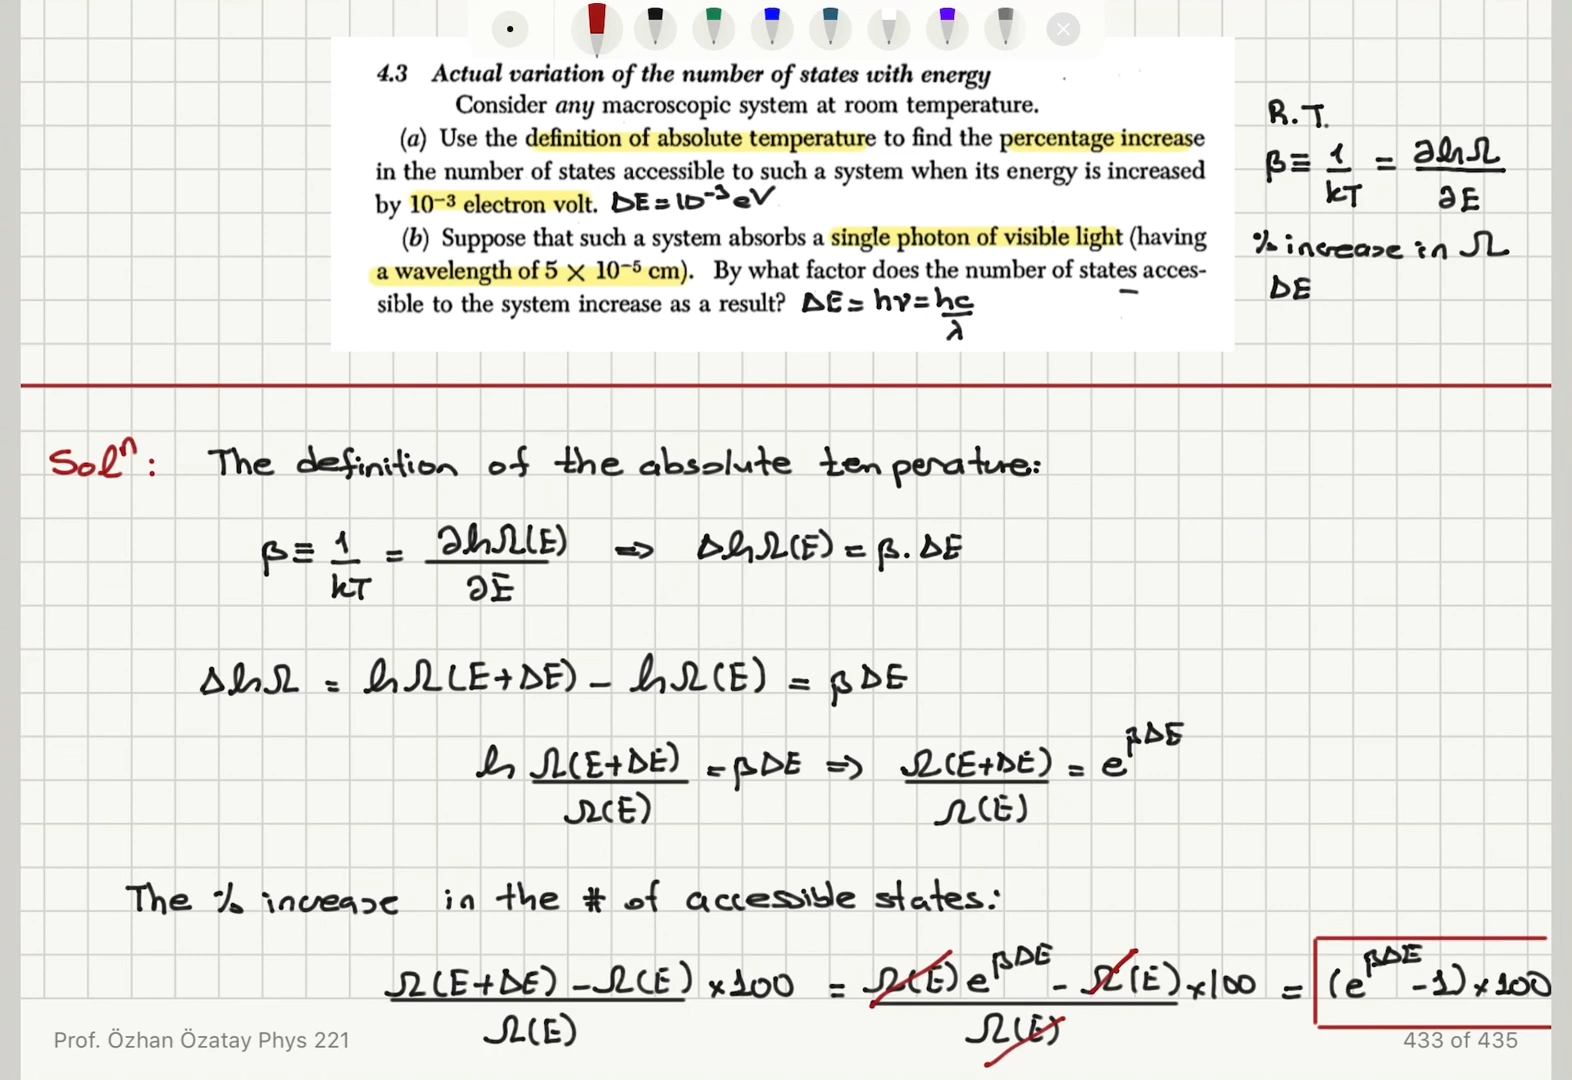 4.3 Actual variation of the number of states with energy
Consider any macroscopic system at room temperature.
(a) Use the definition of absolute temperature to find the percentage increase
in the number of states accessible to such a system when its energy is increased
by 10⁻³ electron volt. ΔE = 10⁻³ eV
(b) Suppose that such a system absorbs a single photon of visible light (having
a wavelength of 5 × 10⁻⁵ cm). By what factor does the number of states acces-
sible to the system increase as a result? ΔE = hν = hc/λ
R.T.
β ≡ 1/kT = ∂lnΩ/∂E
% increase in Ω
ΔE
Solⁿ: The definition of the absolute tenperature:
β ≡ 1/kT = ∂lnΩ(E)/∂E ⇒ ΔlnΩ(E) = β.ΔE
ΔlnΩ = lnΩ(E+ΔE) - lnΩ(E) = βΔE
ln Ω(E+ΔE)/Ω(E) = βΔE ⇒ Ω(E+ΔE)/Ω(E) = e^βΔE
The % increase in the # of accessible states:
Ω(E+ΔE) - Ω(E)/Ω(E) × 100 = Ω(E)e^βΔE - Ω(E)/Ω(E) × 100 = (e^βΔE - 1) × 100
Prof. Özhan Özatay Phys 221
433 of 435